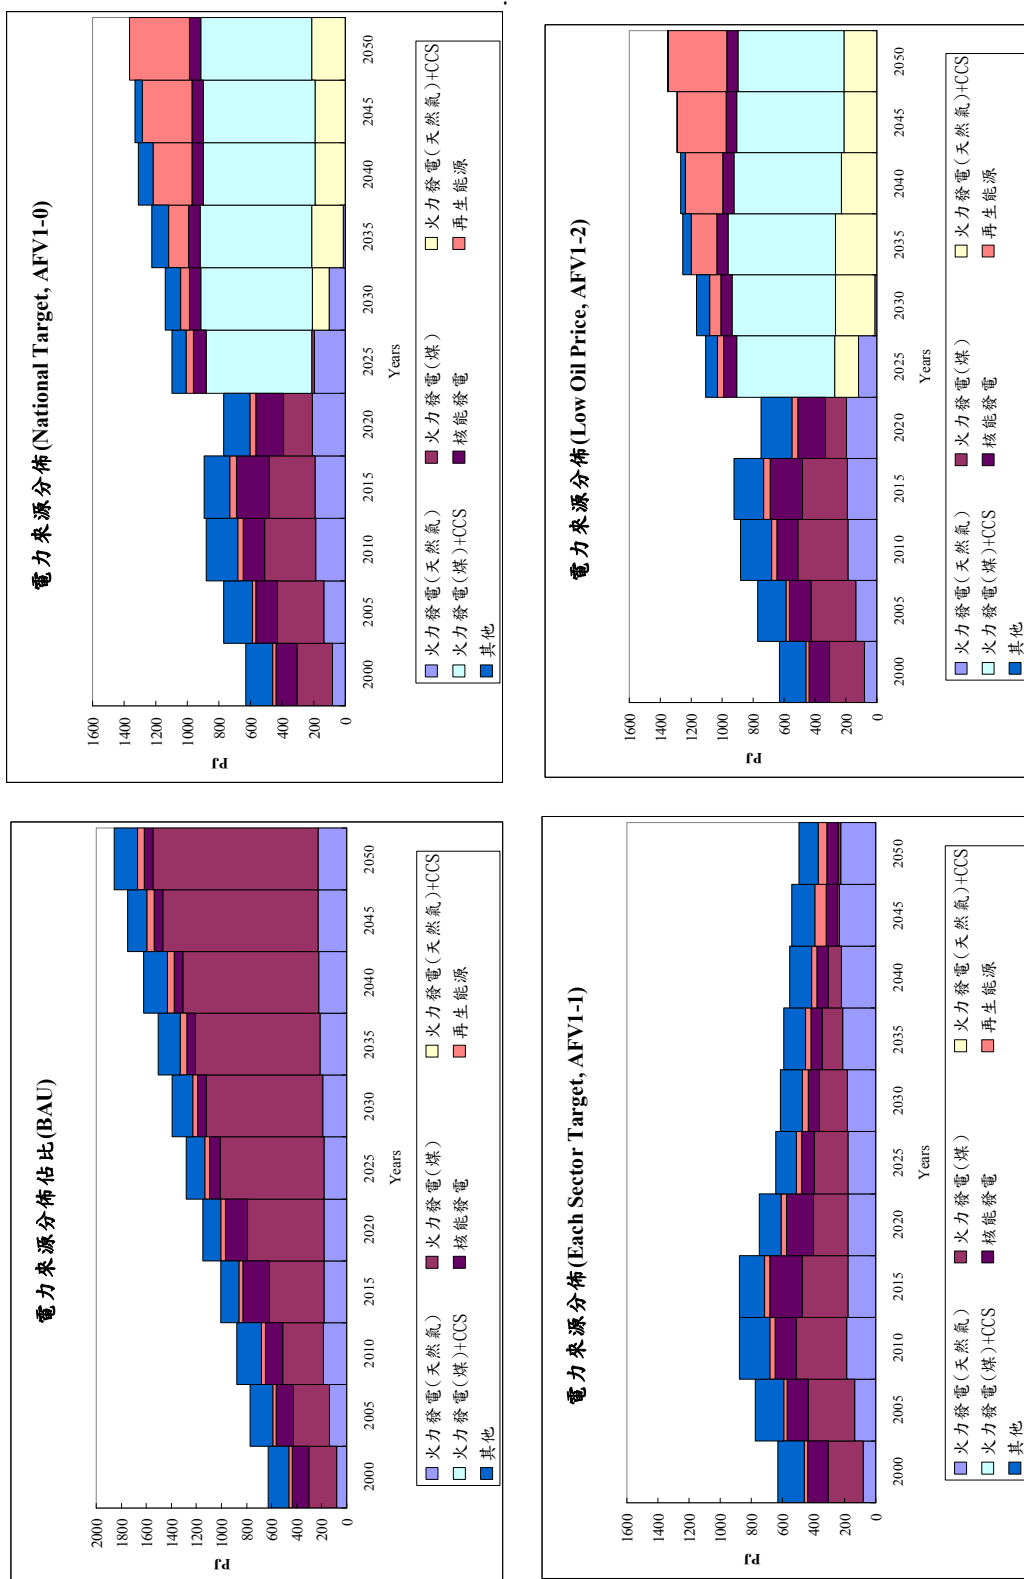 電力來源分佈佔比(BAU)
2000
1800
1600
1400
1200
1000
800
600
400
200
0
PJ
2000 2005 2010 2015 2020 2025 2030 2035 2040 2045 2050
Years
火力發電(天然氣) 火力發電(煤) 火力發電(天然氣)+CCS
火力發電(煤)+CCS 核能發電 再生能源
其他
電力來源分佈(National Target, AFV1-0)
1600
1400
1200
1000
800
600
400
200
0
PJ
2000 2005 2010 2015 2020 2025 2030 2035 2040 2045 2050
Years
火力發電(天然氣) 火力發電(煤) 火力發電(天然氣)+CCS
火力發電(煤)+CCS 核能發電 再生能源
其他
電力來源分佈(Each Sector Target, AFV1-1)
1600
1400
1200
1000
800
600
400
200
0
PJ
2000 2005 2010 2015 2020 2025 2030 2035 2040 2045 2050
Years
火力發電(天然氣) 火力發電(煤) 火力發電(天然氣)+CCS
火力發電(煤)+CCS 核能發電 再生能源
其他
電力來源分佈(Low Oil Price, AFV1-2)
1600
1400
1200
1000
800
600
400
200
0
PJ
2000 2005 2010 2015 2020 2025 2030 2035 2040 2045 2050
Years
火力發電(天然氣) 火力發電(煤) 火力發電(天然氣)+CCS
火力發電(煤)+CCS 核能發電 再生能源
其他